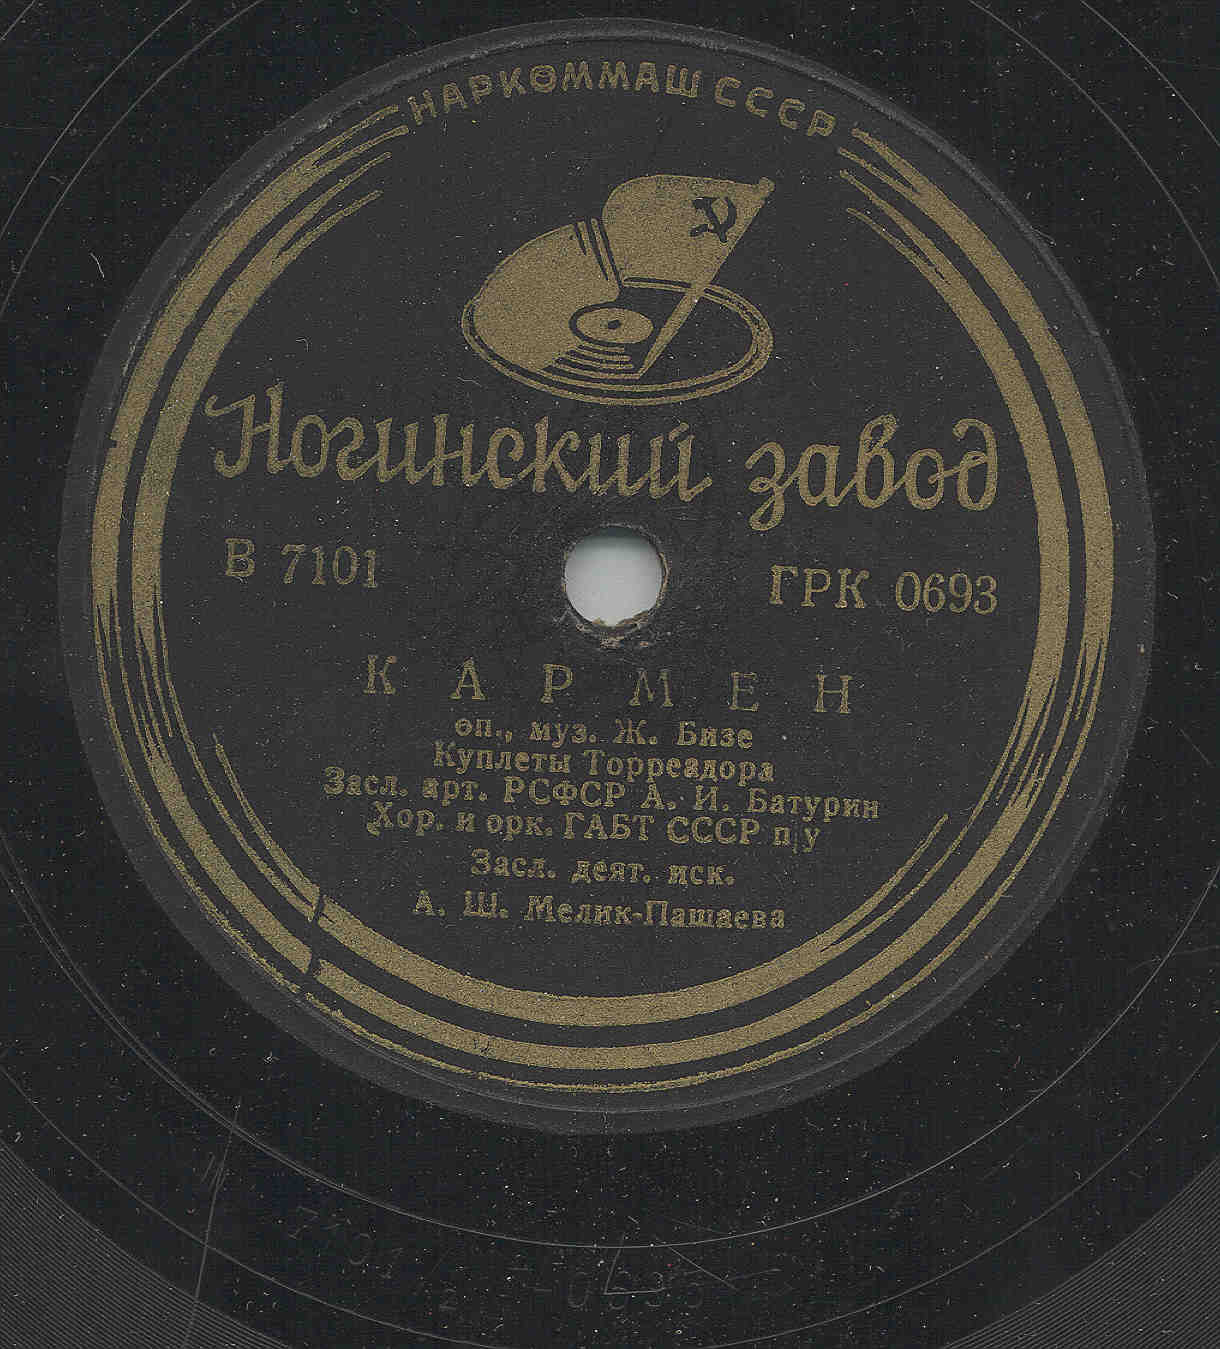 НАРКОММАШ СССР
Ногинский завод
В 7101 ГРК 0693
КАРМЕН
оп., муз. Ж. Бизе
Куплеты Торреадора
Засл. арт. РСФСР А. И. Батурин
Хор. и орк. ГАБТ СССР п/у
Засл. деят. иск.
А. Ш. Мелик-Пашаева